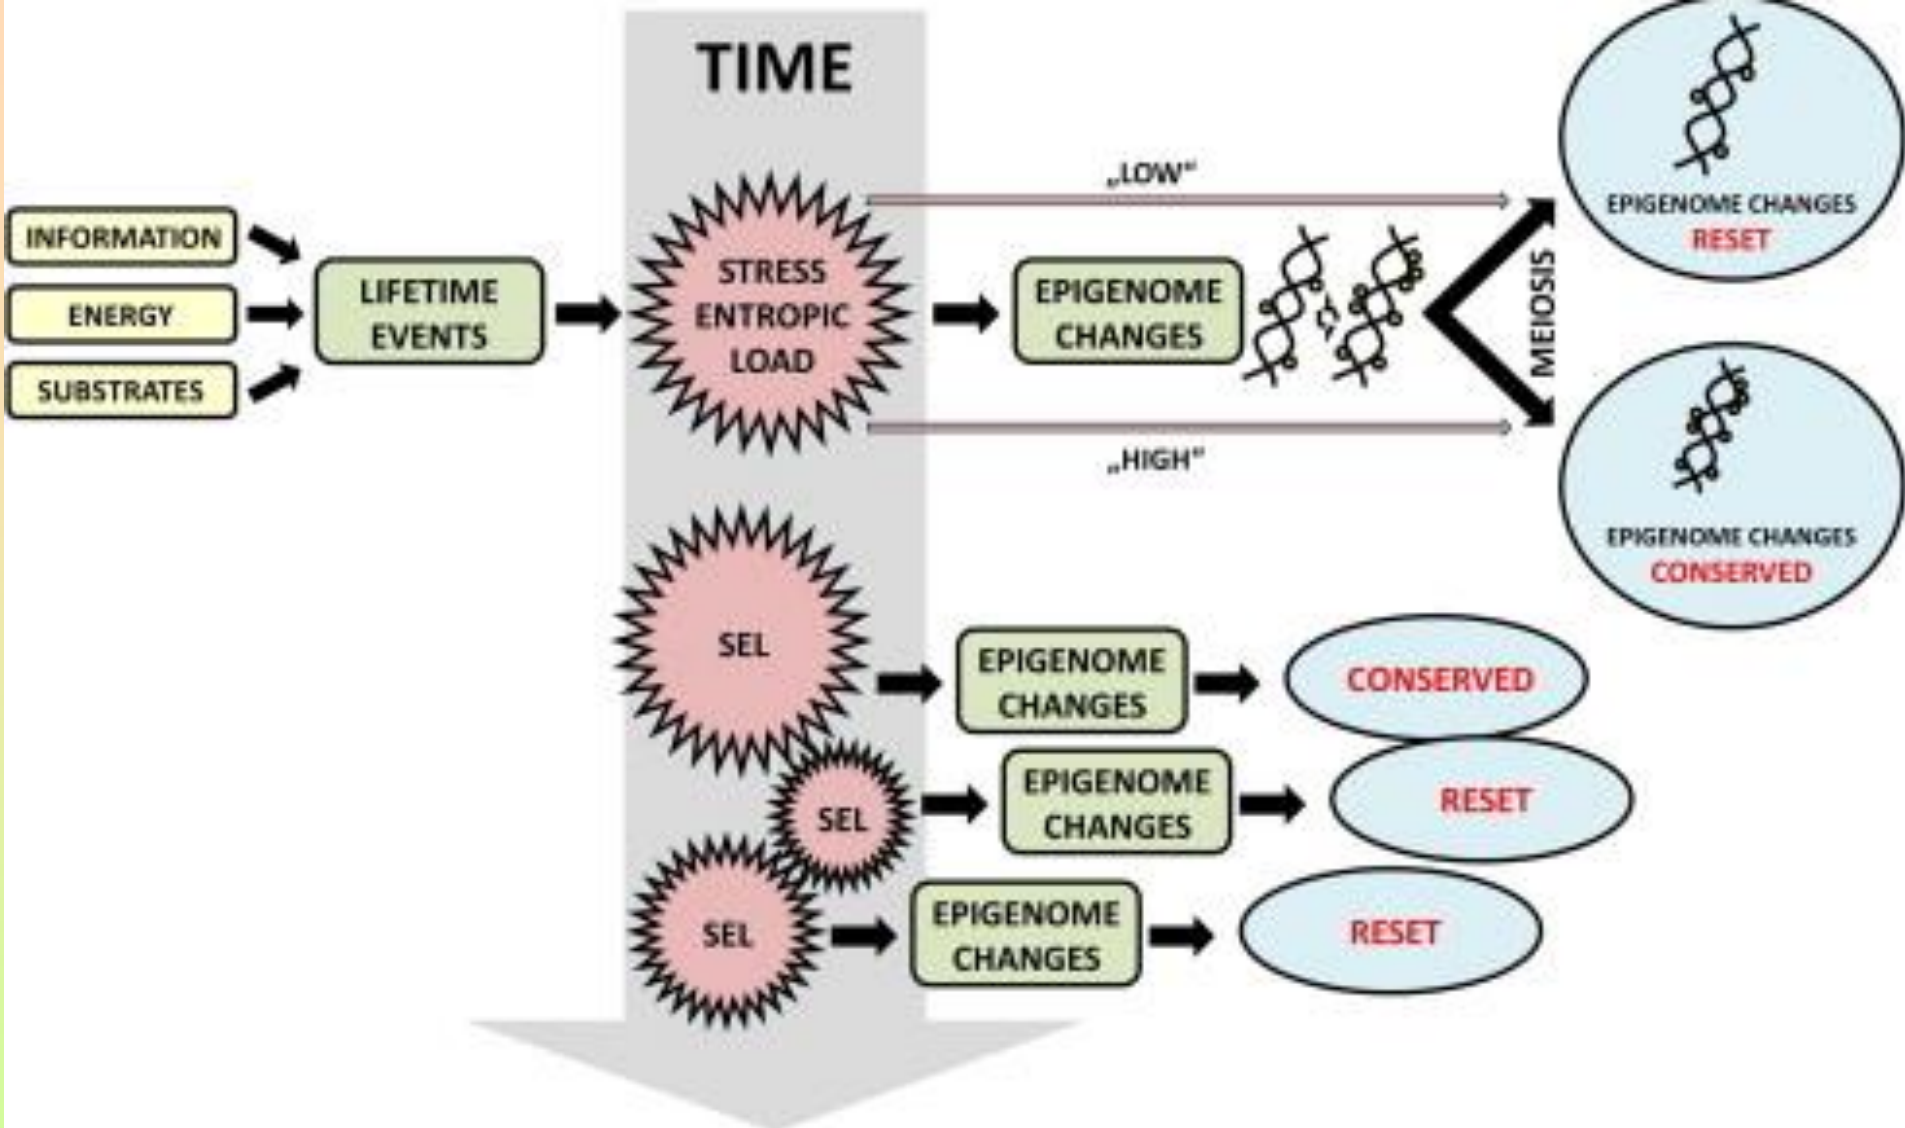 TIME
INFORMATION
ENERGY
SUBSTRATES
LIFETIME
EVENTS
STRESS
ENTROPIC
LOAD
„LOW“
EPIGENOME
CHANGES
„HIGH“
MEIOSIS
EPIGENOME CHANGES
RESET
EPIGENOME CHANGES
CONSERVED
SEL
EPIGENOME
CHANGES
CONSERVED
SEL
EPIGENOME
CHANGES
RESET
SEL
EPIGENOME
CHANGES
RESET